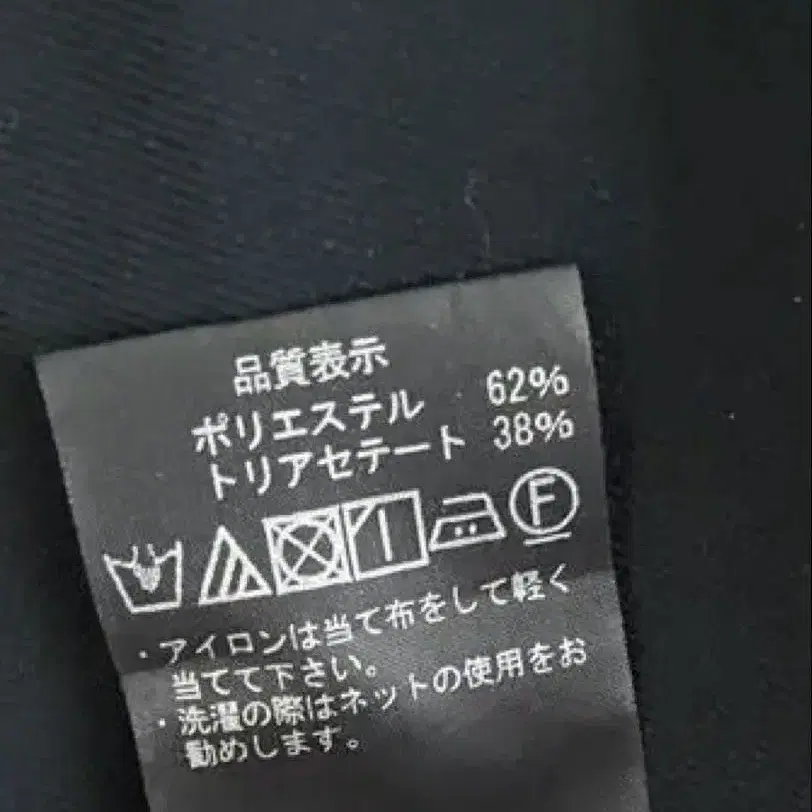 品質表示
ポリエステル 62%
トリアセテート 38%
F
・アイロンは当て布をして軽く
当てて下さい。
・洗濯の際はネットの使用をお
勧めします。